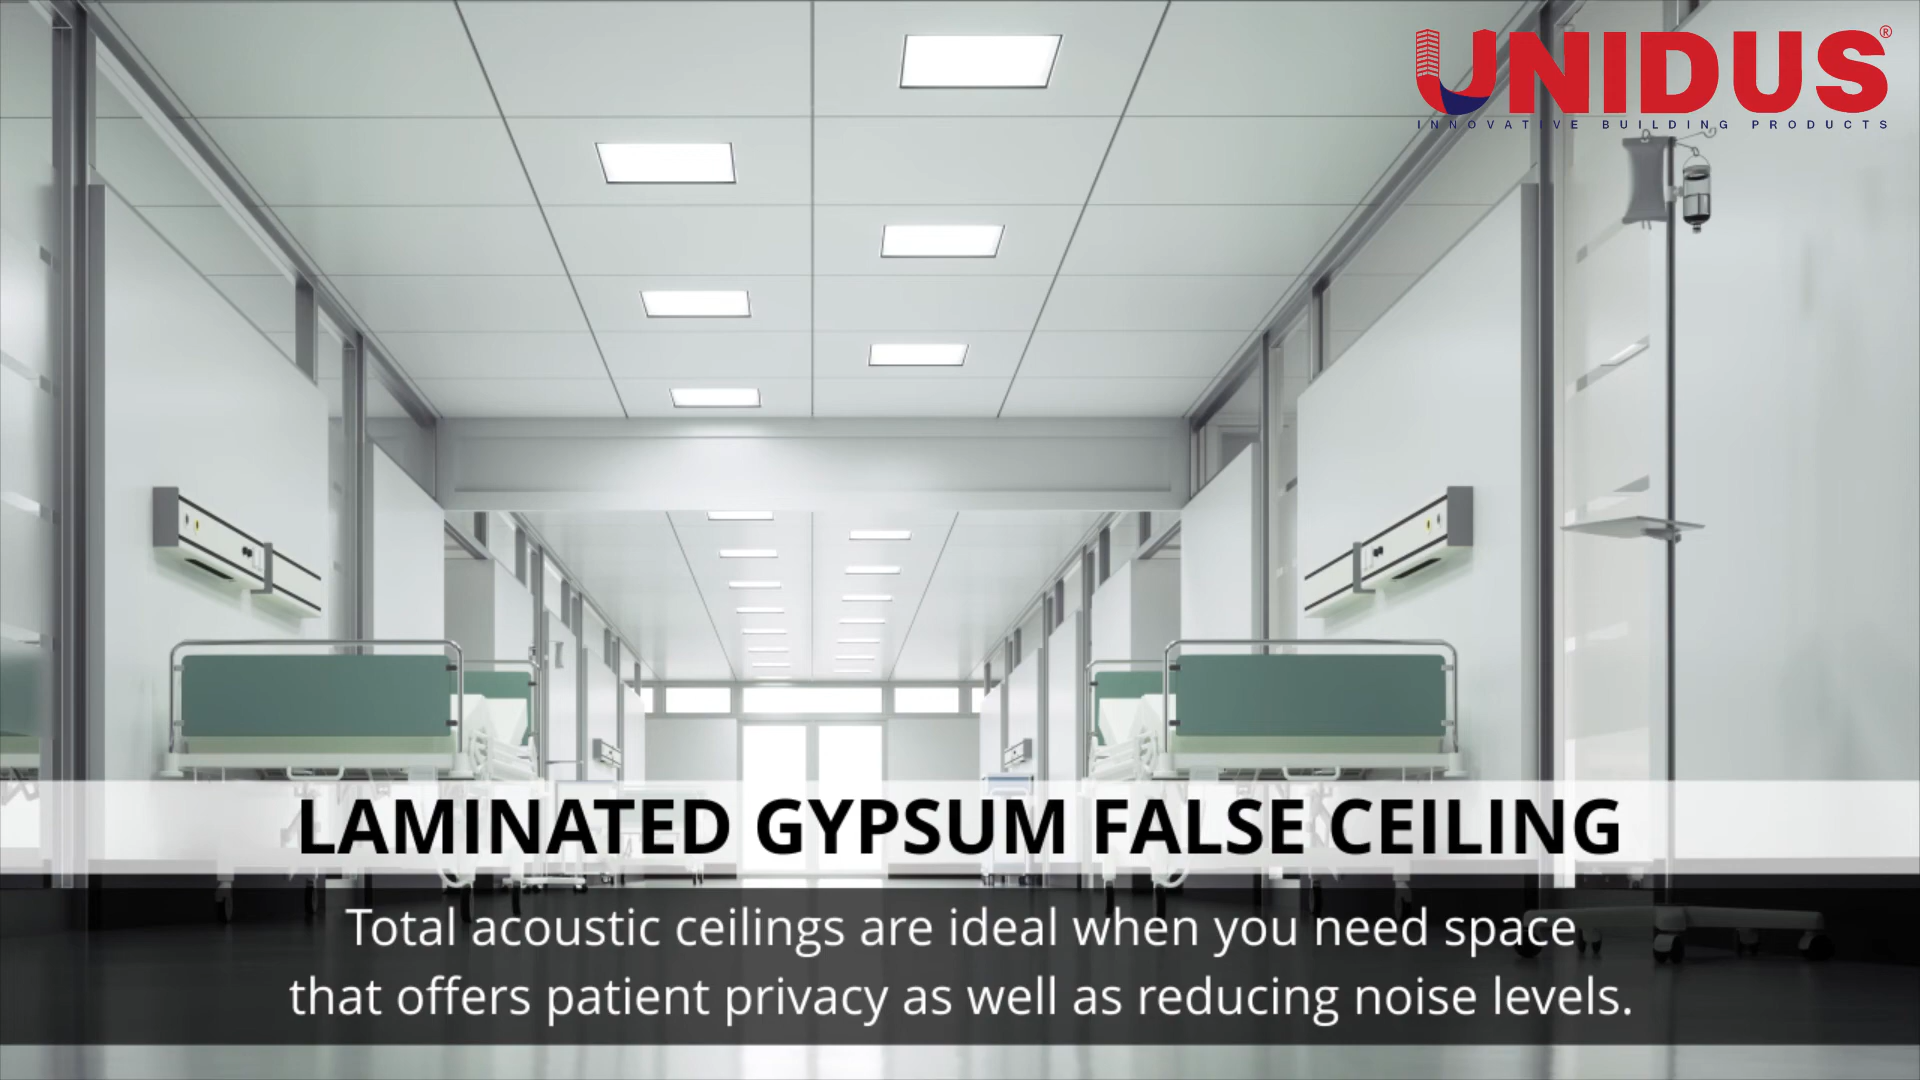 UNIDUS®
INNOVATIVE BUILDING PRODUCTS
LAMINATED GYPSUM FALSE CEILING
Total acoustic ceilings are ideal when you need space
that offers patient privacy as well as reducing noise levels.